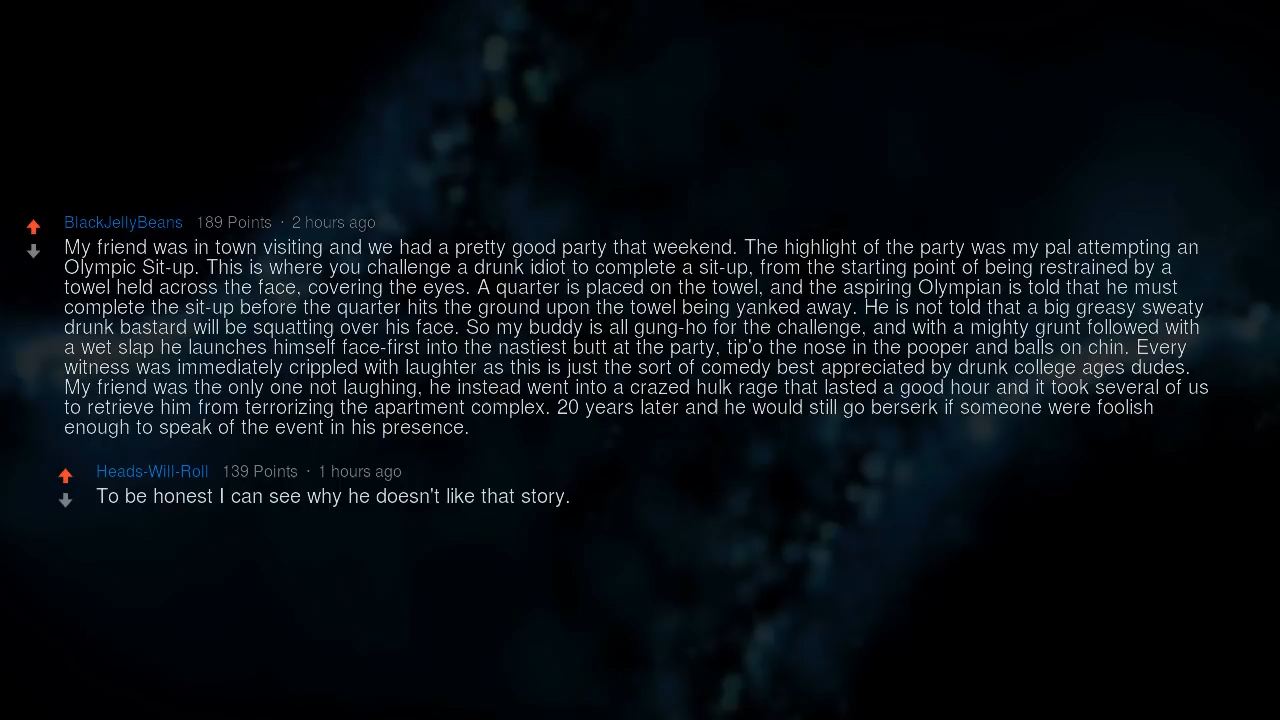 BlackJellyBeans 189 Points · 2 hours ago
My friend was in town visiting and we had a pretty good party that weekend. The highlight of the party was my pal attempting an
Olympic Sit-up. This is where you challenge a drunk idiot to complete a sit-up, from the starting point of being restrained by a
towel held across the face, covering the eyes. A quarter is placed on the towel, and the aspiring Olympian is told that he must
complete the sit-up before the quarter hits the ground upon the towel being yanked away. He is not told that a big greasy sweaty
drunk bastard will be squatting over his face. So my buddy is all gung-ho for the challenge, and with a mighty grunt followed with
a wet slap he launches himself face-first into the nastiest butt at the party, tip'o the nose in the pooper and balls on chin. Every
witness was immediately crippled with laughter as this is just the sort of comedy best appreciated by drunk college ages dudes.
My friend was the only one not laughing, he instead went into a crazed hulk rage that lasted a good hour and it took several of us
to retrieve him from terrorizing the apartment complex. 20 years later and he would still go berserk if someone were foolish
enough to speak of the event in his presence.
Heads-Will-Roll 139 Points · 1 hours ago
To be honest I can see why he doesn't like that story.